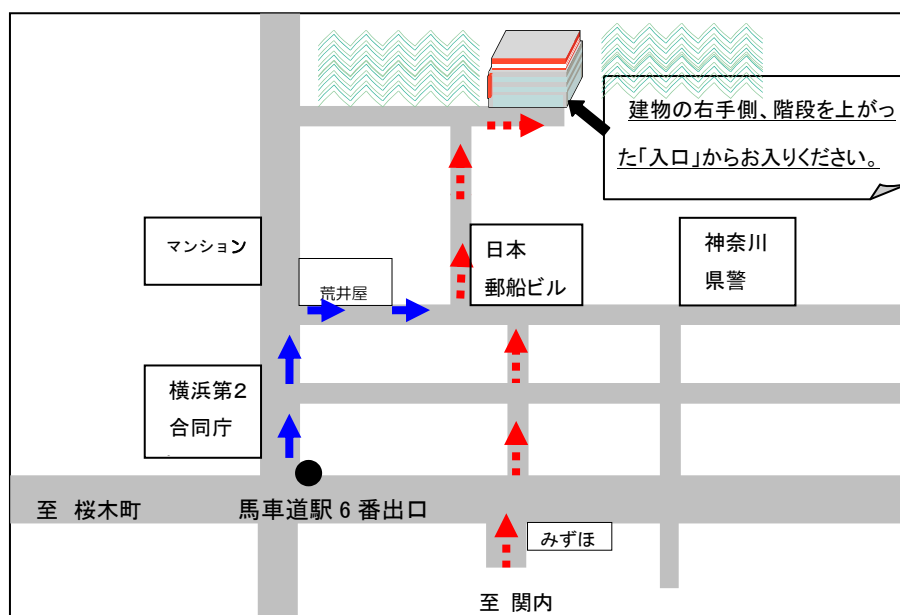 建物の右手側、階段を上がっ
た「入口」からお入りください。
マンション
荒井屋
日本
郵船ビル
神奈川
県警
横浜第２
合同庁
至 桜木町
馬車道駅 6 番出口
みずほ
至 関内